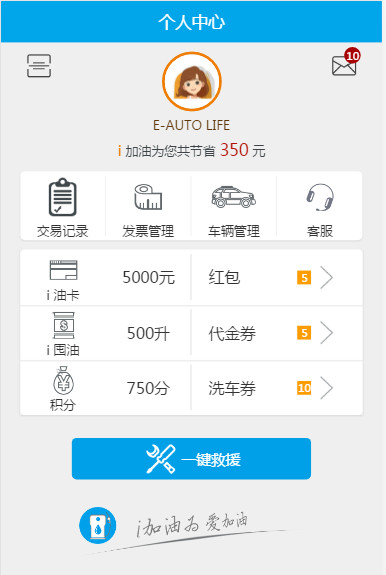 个人中心
10
E-AUTO LIFE
i 加油为您共节省 350 元
交易记录 发票管理 车辆管理 客服
i 油卡 5000元 红包 5
i 囤油 500升 代金券 5
积分 750分 洗车券 10
一键救援
i加油为爱加油